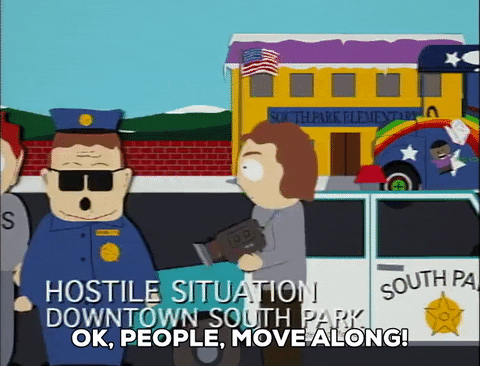 SOUTH PARK ELEMENTARY
S
SOUTH PA
HOSTILE SITUATION
DOWNTOWN SOUTH PARK
OK, PEOPLE, MOVE ALONG!